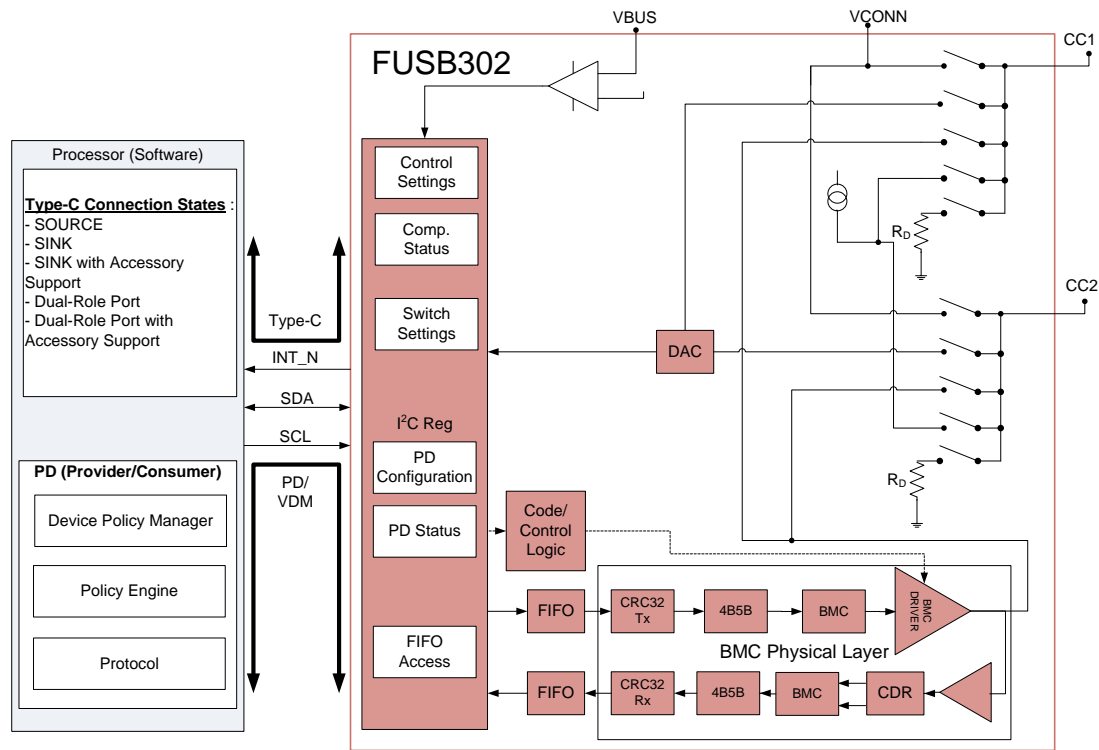 VBUS
VCONN
CC1
FUSB302
Processor (Software)
Type-C Connection States :
- SOURCE
- SINK
- SINK with Accessory
Support
- Dual-Role Port
- Dual-Role Port with
Accessory Support
Type-C
INT_N
SDA
SCL
PD (Provider/Consumer)
Device Policy Manager
Policy Engine
Protocol
PD/
VDM
Control
Settings
Comp.
Status
Switch
Settings
I²C Reg
PD
Configuration
PD Status
FIFO
Access
Code/
Control
Logic
DAC
RD
CC2
RD
FIFO
CRC32
Tx
4B5B
BMC
BMC
DRIVER
BMC Physical Layer
FIFO
CRC32
Rx
4B5B
BMC
CDR